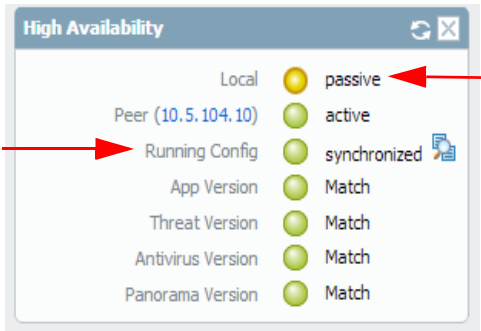 High Availability
Local passive
Peer (10.5.104.10) active
Running Config synchronized
App Version Match
Threat Version Match
Antivirus Version Match
Panorama Version Match